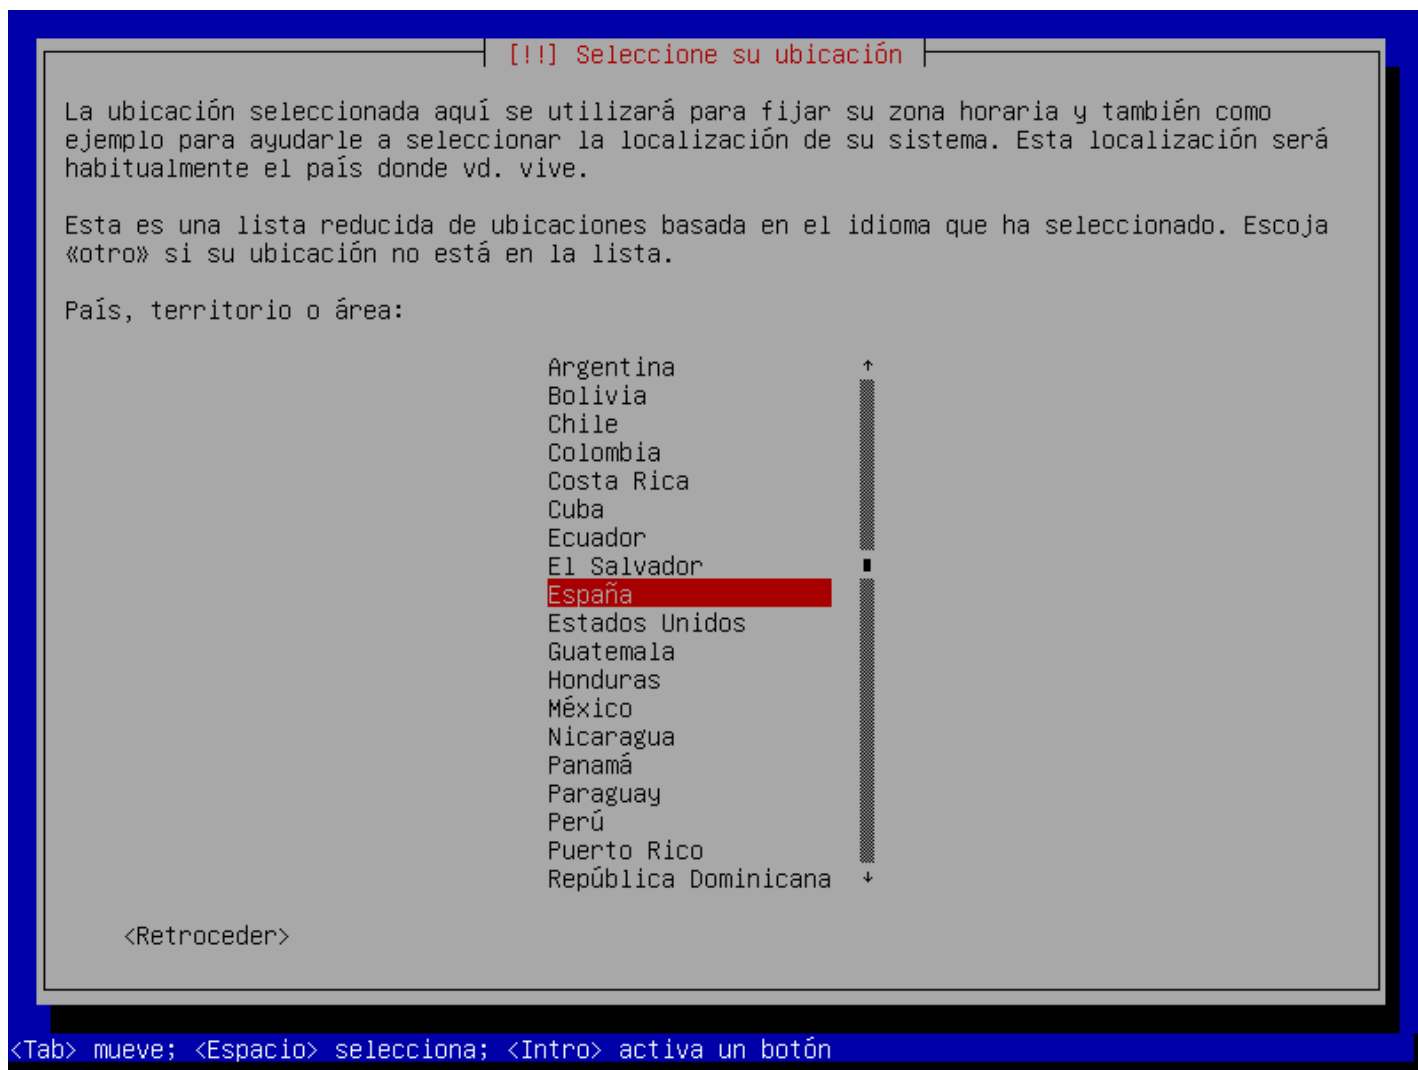 [!!] Seleccione su ubicación
La ubicación seleccionada aquí se utilizará para fijar su zona horaria y también como
ejemplo para ayudarle a seleccionar la localización de su sistema. Esta localización será
habitualmente el país donde vd. vive.
Esta es una lista reducida de ubicaciones basada en el idioma que ha seleccionado. Escoja
«otro» si su ubicación no está en la lista.
País, territorio o área:
Argentina
Bolivia
Chile
Colombia
Costa Rica
Cuba
Ecuador
El Salvador
España
Estados Unidos
Guatemala
Honduras
México
Nicaragua
Panamá
Paraguay
Perú
Puerto Rico
República Dominicana
<Retroceder>
<Tab> mueve; <Espacio> selecciona; <Intro> activa un botón